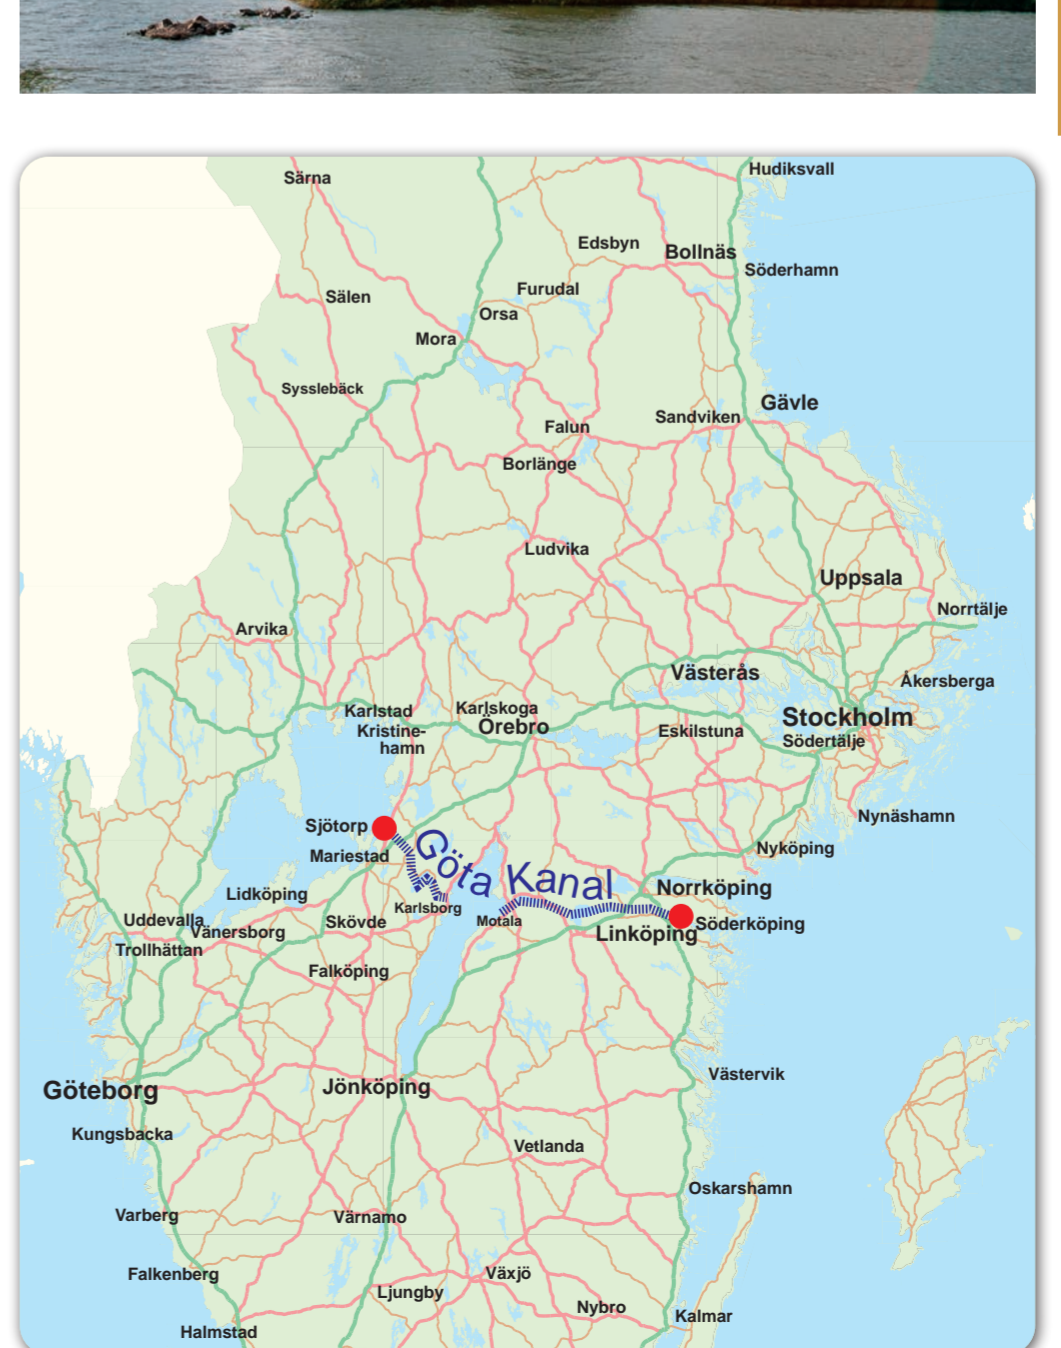 Särna
Hudiksvall
Edsbyn
Bollnäs
Söderhamn
Sälen
Furudal
Orsa
Mora
Sysslebäck
Gävle
Sandviken
Falun
Borlänge
Ludvika
Uppsala
Norrtälje
Arvika
Västerås
Åkersberga
Karlstad
Karlskoga
Stockholm
Kristine-
hamn
Örebro
Eskilstuna
Södertälje
Sjötorp
Nynäshamn
Mariestad
Nyköping
Göta Kanal
Lidköping
Norrköping
Karlsborg
Motala
Uddevalla
Vänersborg
Skövde
Söderköping
Linköping
Trollhättan
Falköping
Västervik
Göteborg
Jönköping
Kungsbacka
Vetlanda
Oskarshamn
Varberg
Värnamo
Falkenberg
Växjö
Ljungby
Nybro
Kalmar
Halmstad